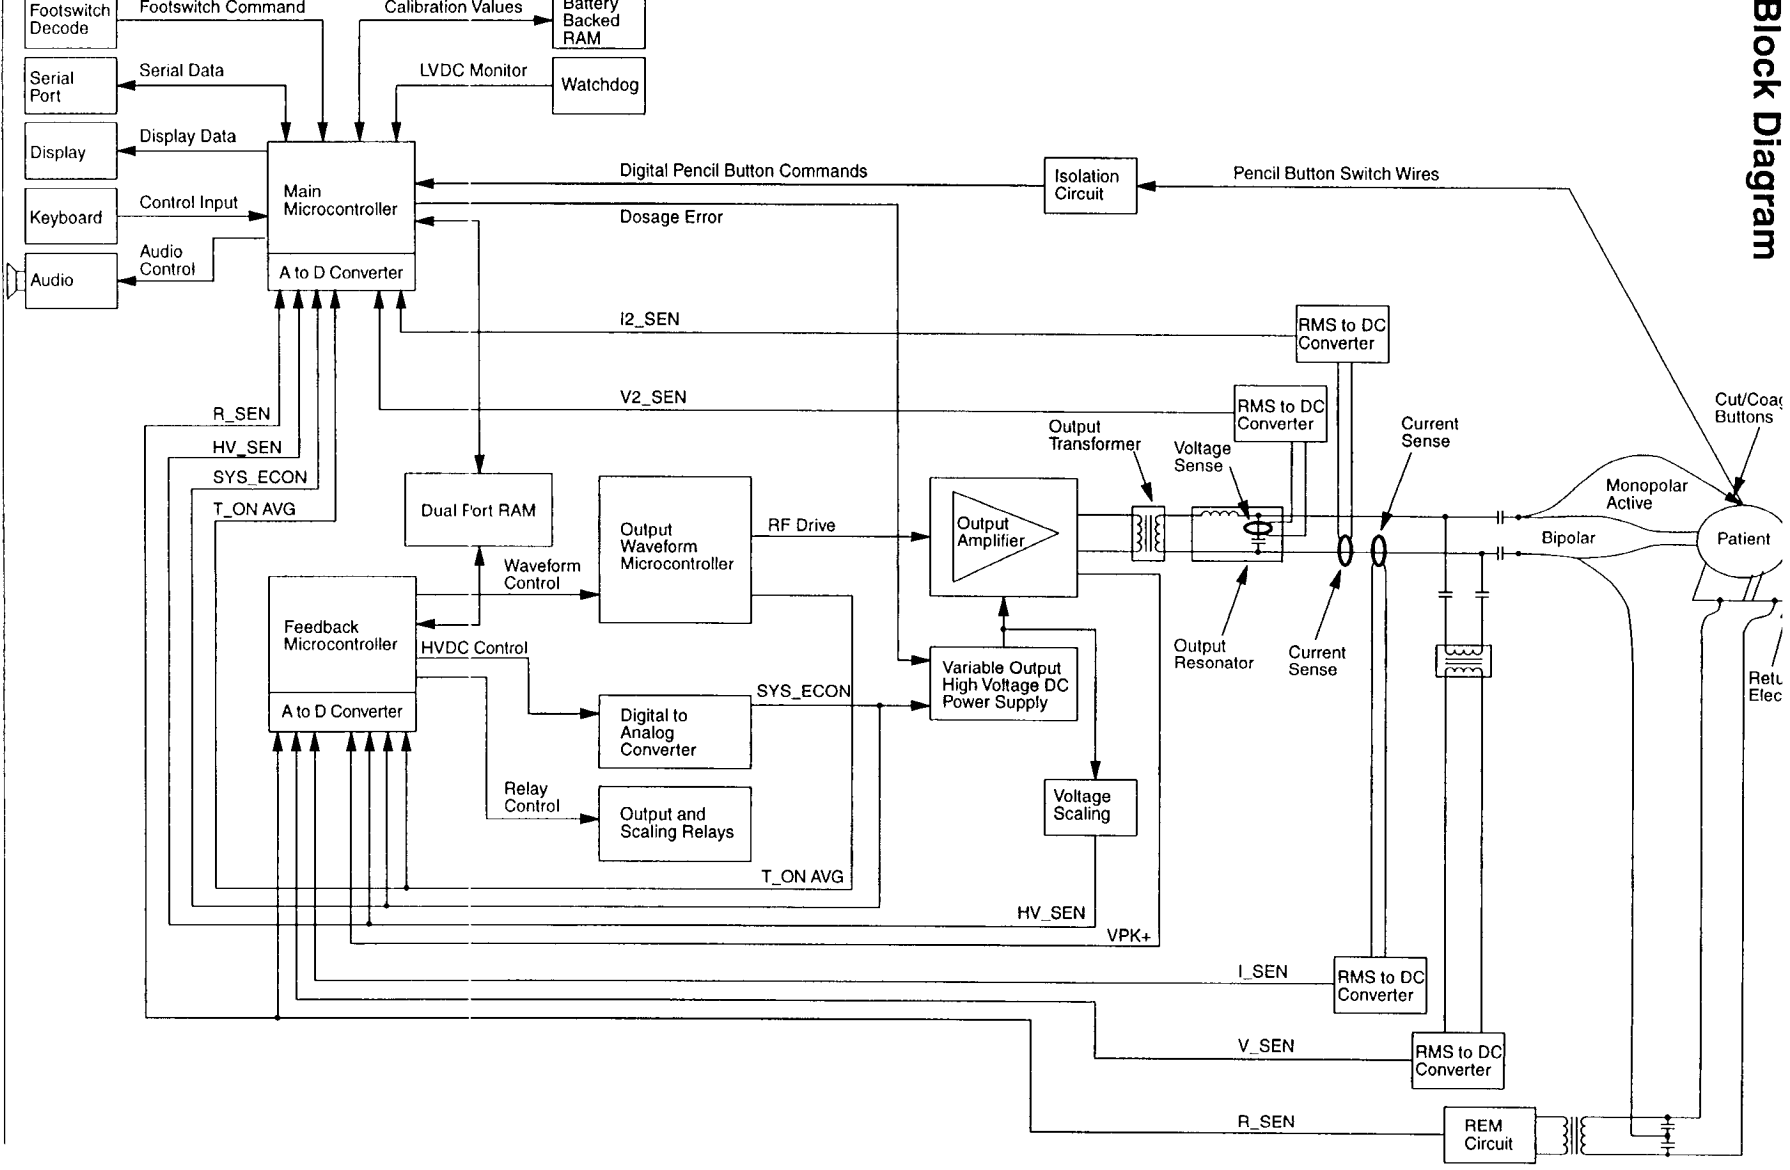 Block Diagram
Footswitch
Decode
Footswitch Command
Calibration Values
Battery
Backed
RAM
Serial
Port
Serial Data
LVDC Monitor
Watchdog
Display
Display Data
Main
Microcontroller
Keyboard
Control Input
Audio
Audio
Control
A to D Converter
Digital Pencil Button Commands
Dosage Error
Isolation
Circuit
Pencil Button Switch Wires
I2_SEN
RMS to DC
Converter
V2_SEN
RMS to DC
Converter
R_SEN
HV_SEN
SYS_ECON
T_ON AVG
Dual Port RAM
Output
Waveform
Microcontroller
RF Drive
Output
Amplifier
Output
Transformer
Voltage
Sense
Current
Sense
Cut/Coag
Buttons
Monopolar
Active
Bipolar
Patient
Waveform
Control
Feedback
Microcontroller
HVDC Control
A to D Converter
SYS_ECON
Digital to
Analog
Converter
Variable Output
High Voltage DC
Power Supply
Output
Resonator
Current
Sense
Retu
Elec
Relay
Control
Output and
Scaling Relays
Voltage
Scaling
T_ON AVG
HV_SEN
VPK+
I_SEN
RMS to DC
Converter
V_SEN
RMS to DC
Converter
R_SEN
REM
Circuit